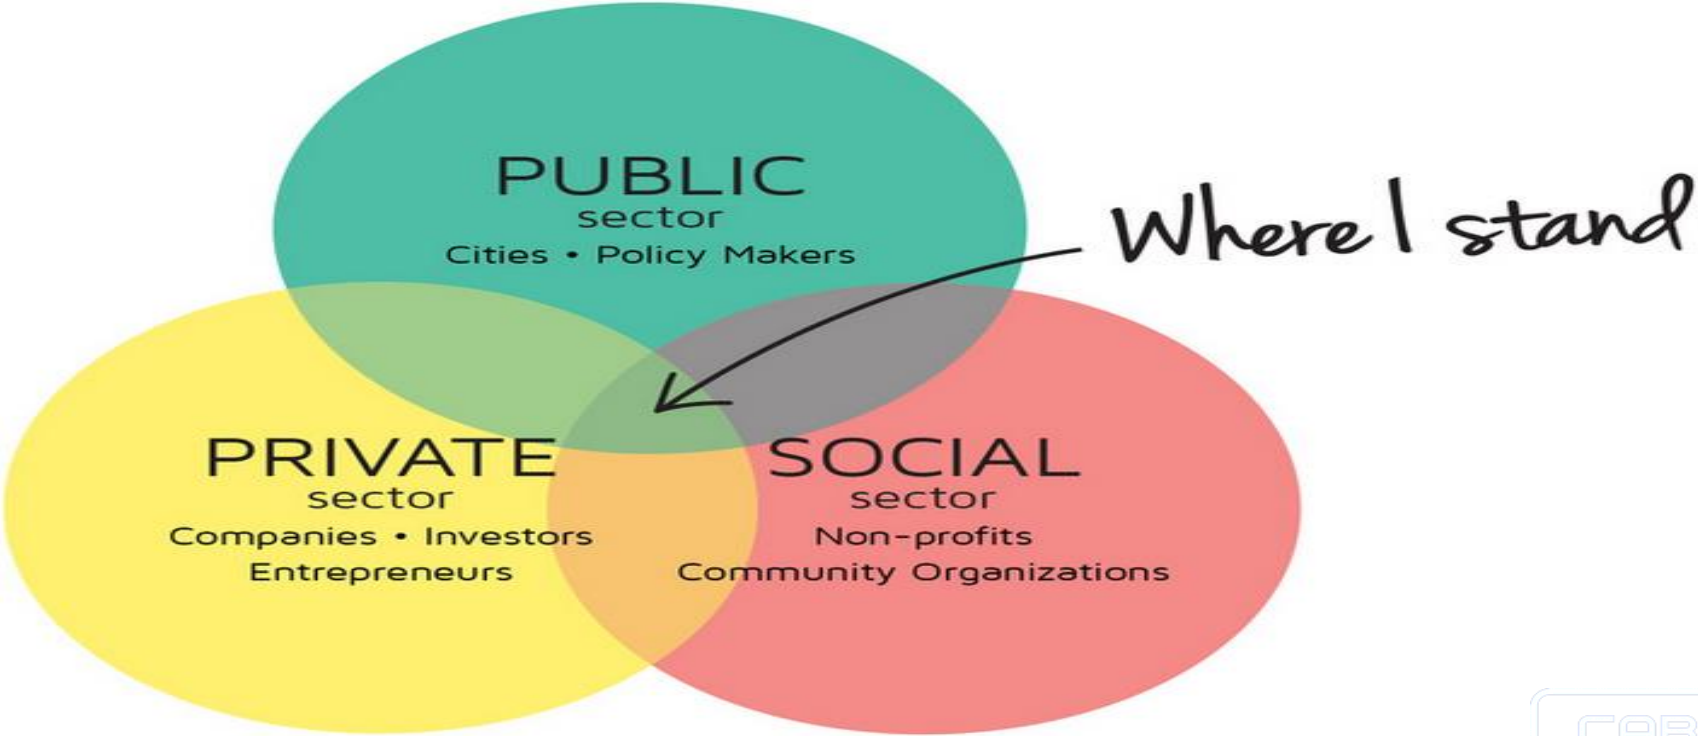 PUBLIC
sector
Cities • Policy Makers
Where I stand
PRIVATE
sector
Companies • Investors
Entrepreneurs
SOCIAL
sector
Non-profits
Community Organizations